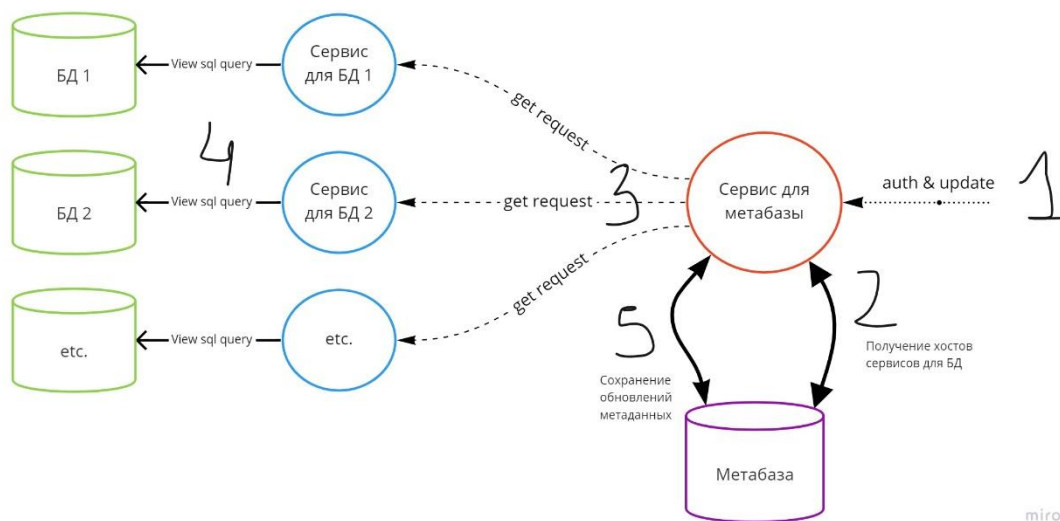 БД 1
View sql query
Сервис
для БД 1
get request
4
БД 2
View sql query
Сервис
для БД 2
3
get request
Сервис для
метабазы
auth & update
1
etc.
View sql query
etc.
get request
5
2
Сохранение
обновлений
метаданных
Получение хостов
сервисов для БД
Метабаза
miro